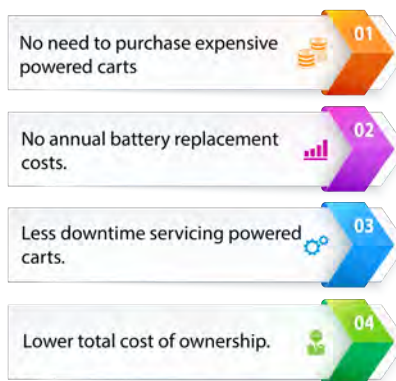 No need to purchase expensive
powered carts
01
No annual battery replacement
costs.
02
Less downtime servicing powered
carts.
03
Lower total cost of ownership.
04